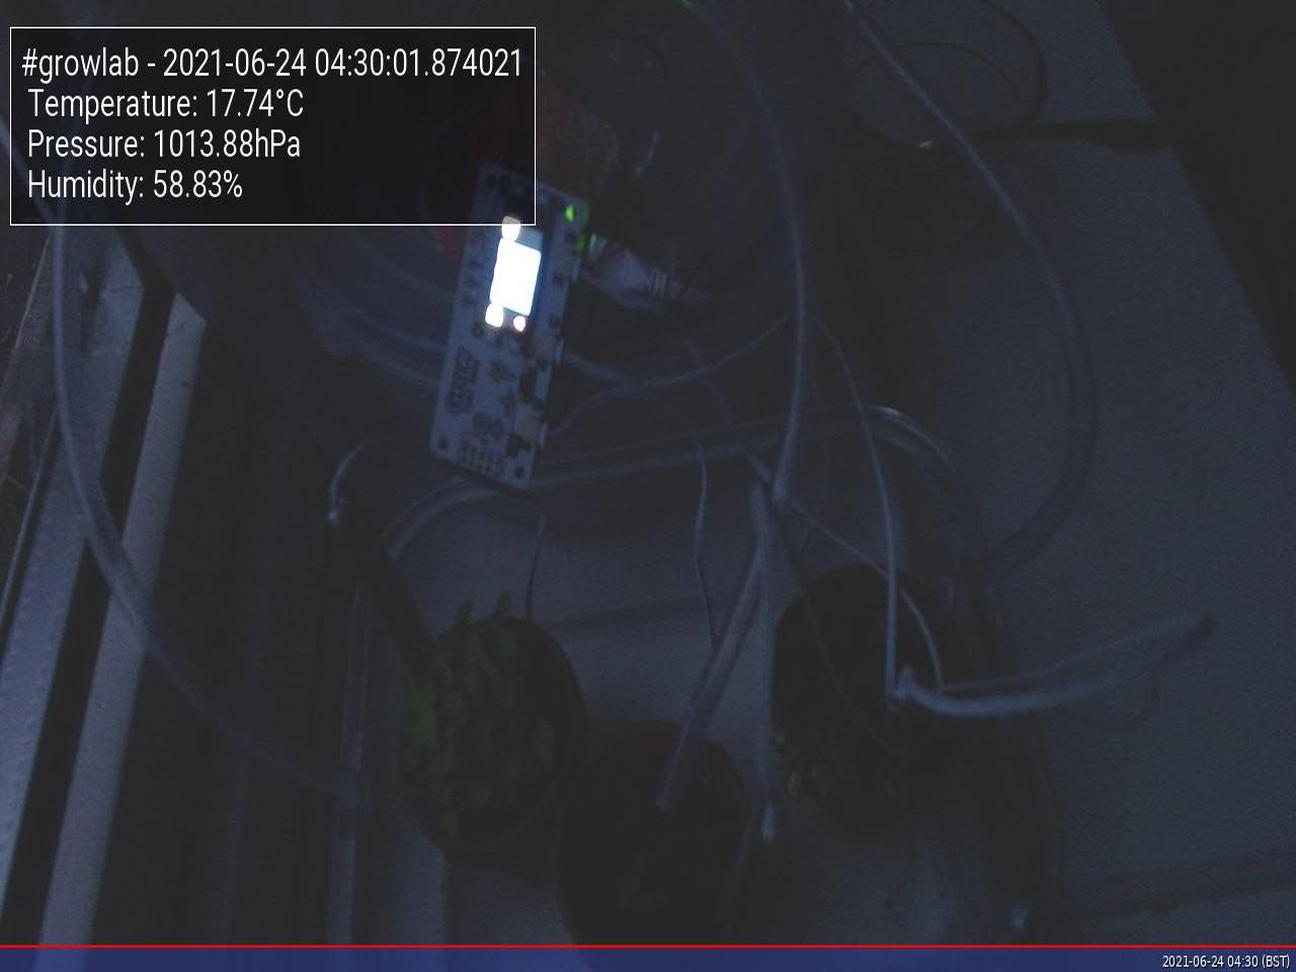 #growlab - 2021-06-24 04:30:01.874021
Temperature: 17.74°C
Pressure: 1013.88hPa
Humidity: 58.83%
2021-06-24 04:30 (BST)